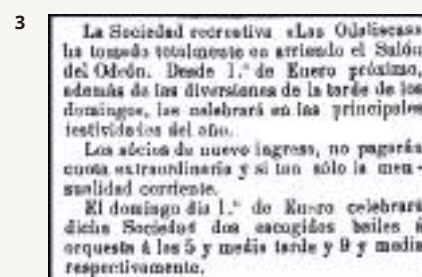 3
La Sociedad recreativa «Las Odaliscas»
ha tomado totalmente en arriendo el Salón
del Odeón. Desde 1.° de Enero próximo,
además de las diversiones de la tarde de los
domingos, las celebrará en las principales
festividades del año.
Los sócios de nuevo ingreso, no pagarán
cuota extraordinaria y si tan sólo la men-
sualidad corriente.
El domingo dia 1.° de Enero celebrará
dicha Sociedad dos escogidos bailes á
orquesta á las 5 y media tarde y 9 y media
respectivamente.